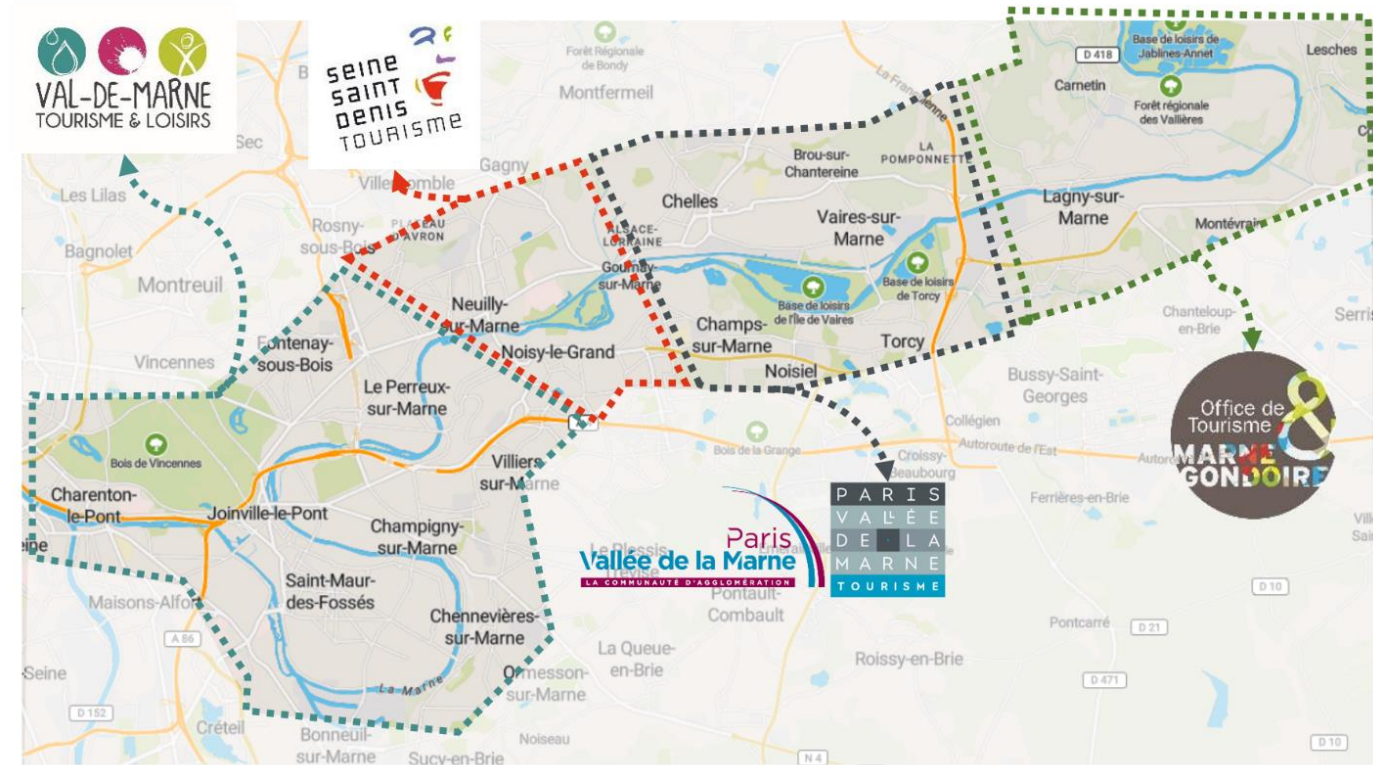 VAL-DE-MARNE
TOURISME & LOISIRS
seine
saint
denis
TOURISME
Forêt Régionale
de Bondy
Montfermeil
La Francilienne
D 418
Base de loisirs de
Jablines-Annet
Lesches
Carnetin
Forêt régionale
des Vallières
Sec
Gagny
Les Lilas
Rosny-
sous-Bois
PLATEAU
D'AVRON
Bagnolet
Montreuil
Chelles
Brou-sur-
Chantereine
LA
POMPONNETTE
ALSACE-
LORRAINE
Vaires-sur-
Marne
Lagny-sur-
Marne
Montévrain
Gournay-
sur-Marne
Base de loisirs
de l'Île de Vaires
Base de loisirs
de Torcy
Neuilly-
sur-Marne
Champs-
sur-Marne
Torcy
Chanteloup-
en-Brie
Serris
Vincennes
Fontenay-
sous-Bois
Noisy-le-Grand
Noisiel
Le Perreux-
sur-Marne
Bussy-Saint-
Georges
Office de
Tourisme
&
MARNE
GONDOIRE
Collégien
Bois de Vincennes
Bois de la Grange
Autoroute de l'Est
Croissy-
Beaubourg
Villiers-
sur-Marne
Ferrières-en-Brie
Charenton-
le-Pont
Joinville-le-Pont
Champigny-
sur-Marne
Paris
Vallée de la Marne
LA COMMUNAUTÉ D'AGGLOMÉRATION
PARIS
VALLÉE
DE LA
MARNE
TOURISME
Saint-Maur-
des-Fossés
Maisons-Alfort
A 86
Chennevières-
sur-Marne
Pontault-
Combault
Pontcarré
D 21
D 10
La Queue-
en-Brie
Roissy-en-Brie
-Seine
La Marne
Ormesson-
sur-Marne
D 471
D 152
Créteil
Bonneuil-
sur-Marne
Noiseau
Sucy-en-Brie
N 4
D 10